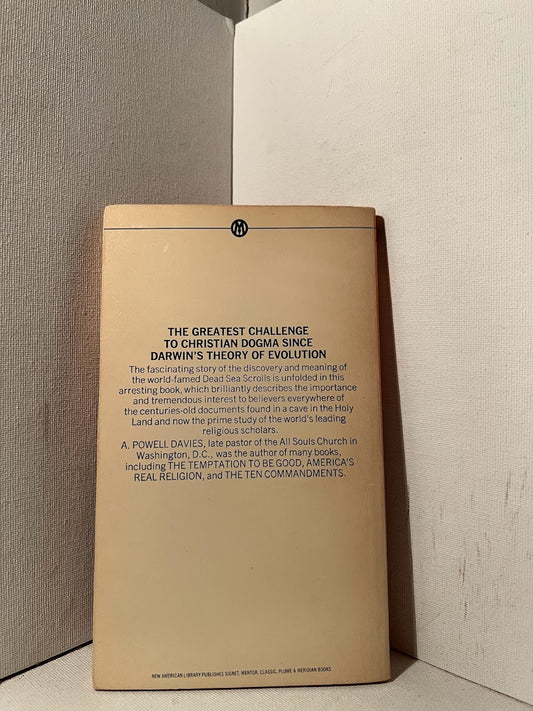 M
THE GREATEST CHALLENGE
TO CHRISTIAN DOGMA SINCE
DARWIN'S THEORY OF EVOLUTION
The fascinating story of the discovery and meaning of
the world-famed Dead Sea Scrolls is unfolded in this
arresting book, which brilliantly describes the importance
and tremendous interest to believers everywhere of
the centuries-old documents found in a cave in the Holy
Land and now the prime study of the world's leading
religious scholars.
A. POWELL DAVIES, late pastor of the All Souls Church in
Washington, D.C., was the author of many books,
including THE TEMPTATION TO BE GOOD, AMERICA'S
REAL RELIGION, and THE TEN COMMANDMENTS.
NEW AMERICAN LIBRARY PUBLISHES SIGNET, MENTOR, CLASSIC, PLUME & MERIDIAN BOOKS